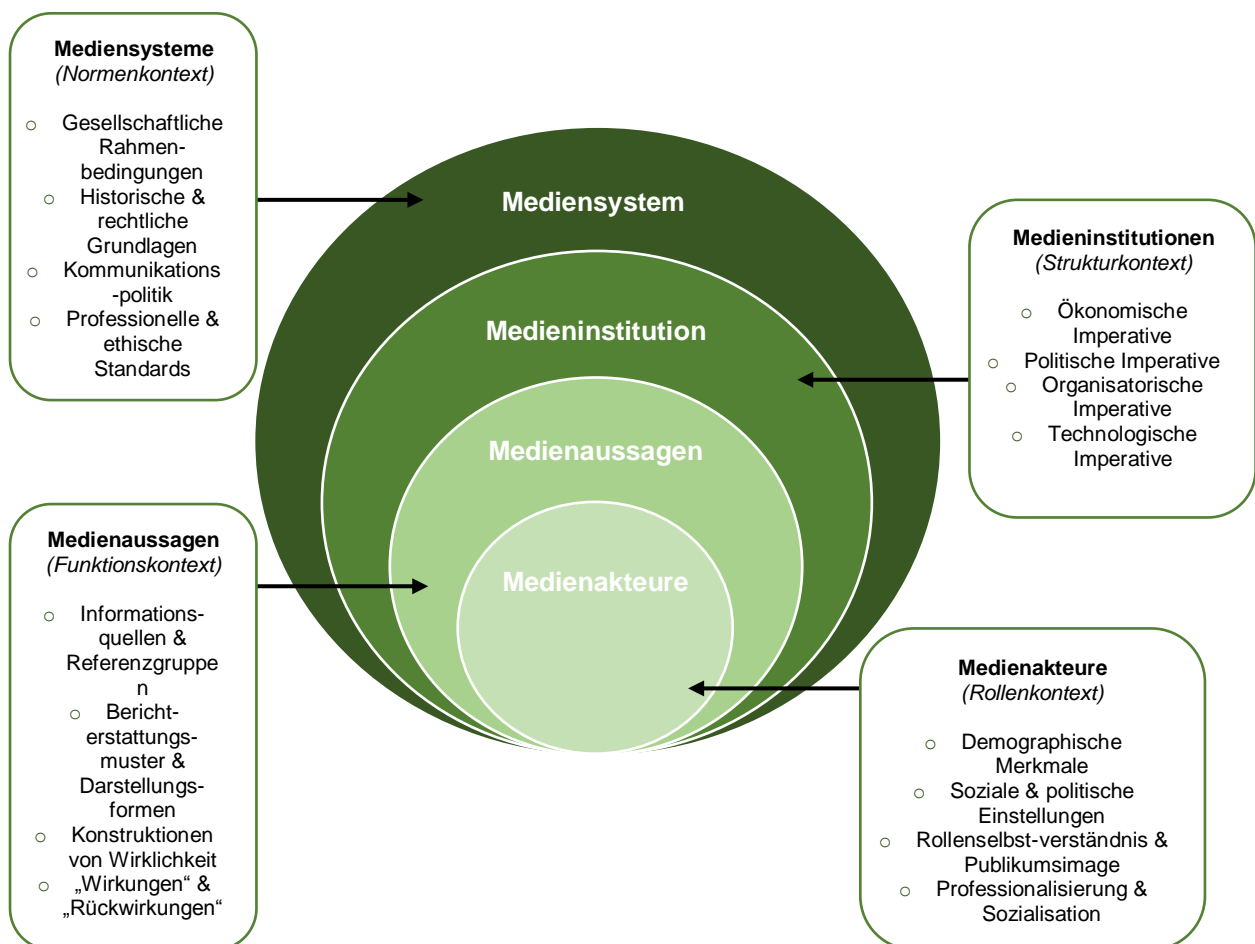 Mediensysteme
(Normenkontext)
o Gesellschaftliche
Rahmen-
bedingungen
o Historische &
rechtliche
Grundlagen
o Kommunikations
-politik
o Professionelle &
ethische
Standards
Mediensystem
Medieninstitution
Medienaussagen
Medienakteure
Medieninstitutionen
(Strukturkontext)
o Ökonomische
Imperative
o Politische Imperative
o Organisatorische
Imperative
o Technologische
Imperative
Medienaussagen
(Funktionskontext)
o Informations-
quellen &
Referenzgruppe
n
o Bericht-
erstattungs-
muster &
Darstellungs-
formen
o Konstruktionen
von Wirklichkeit
o „Wirkungen“ &
„Rückwirkungen“
Medienakteure
(Rollenkontext)
o Demographische
Merkmale
o Soziale & politische
Einstellungen
o Rollenselbst-verständnis &
Publikumsimage
o Professionalisierung &
Sozialisation